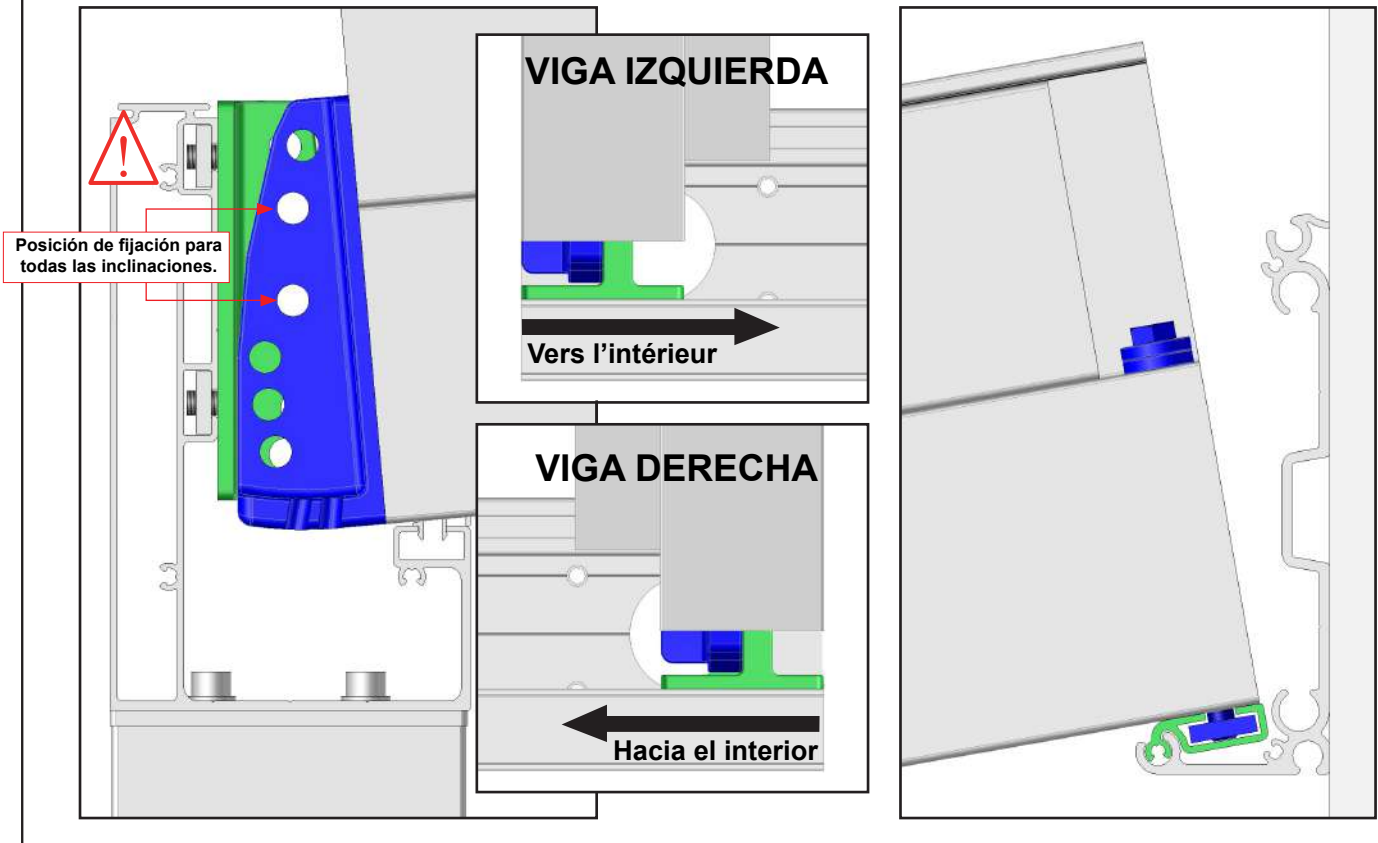 Posición de fijación para
todas las inclinaciones.
VIGA IZQUIERDA
Vers l'intérieur
VIGA DERECHA
Hacia el interior